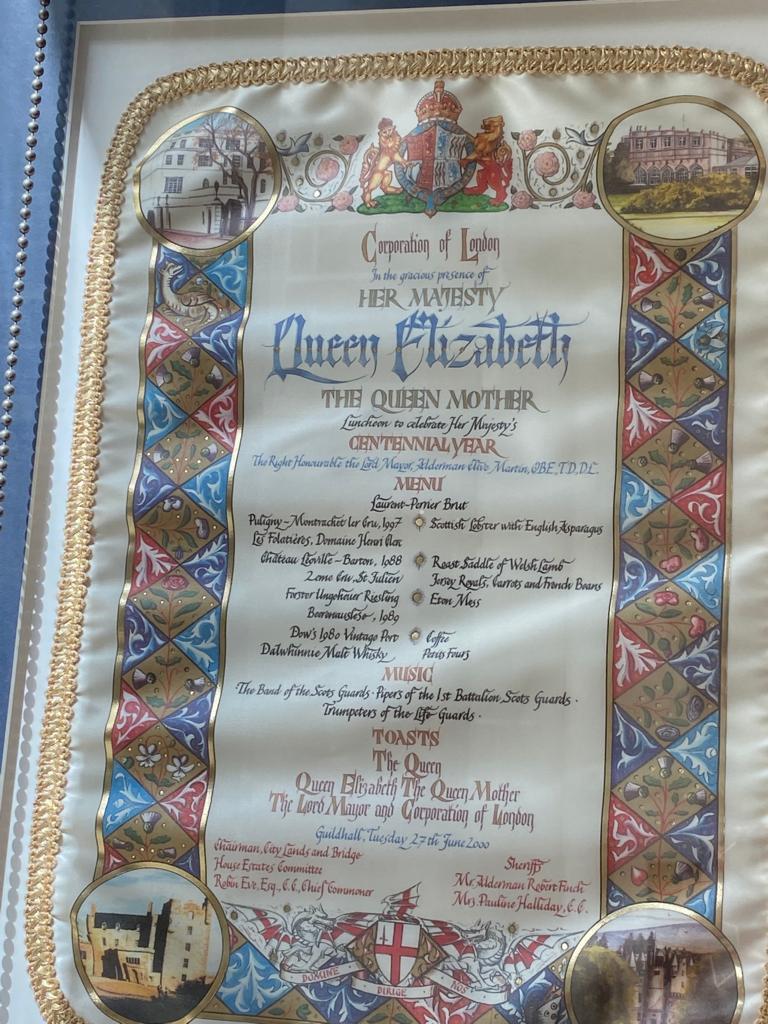 Corporation of London
In the gracious presence of
HER MAJESTY
Queen Elizabeth
THE QUEEN MOTHER
Luncheon to celebrate Her Majesty's
CENTENNIAL YEAR
The Right Honourable the Lord Mayor, Alderman Clive Martin, OBE, T.D., D.L.
MENU
Laurent-Perrier Brut
Puligny-Montrachet 1er Cru, 1997 Scottish Lobster with English Asparagus
Les Folatières, Domaine Henri Clerc
Château Léoville-Barton, 1988 Roast Saddle of Welsh Lamb
2eme Cru, St Julien Jersey Royals, Carrots and French Beans
Forster Ungeheuer Riesling Eton Mess
Beerenauslese, 1989
Dow's 1980 Vintage Port Coffee
Dalwhinnie Malt Whisky Petits Fours
MUSIC
The Band of the Scots Guards · Pipers of the 1st Battalion Scots Guards ·
Trumpeters of the Life Guards ·
TOASTS
The Queen
Queen Elizabeth The Queen Mother
The Lord Mayor and Corporation of London
Guildhall, Tuesday 27th June 2000
Chairman, City Lands and Bridge
House Estates Committee
Robin Eve, Esq., C.C., Chief Commoner
Sheriffs
Mr. Alderman Robert Finch
Mrs. Pauline Halliday, C.C.
DOMINE DIRIGE NOS